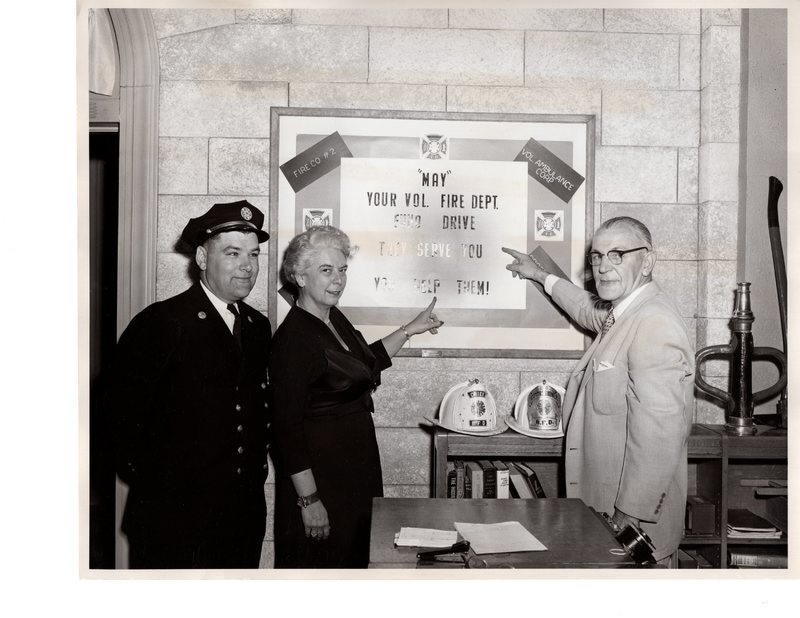 FIRE CO # 2
VOL. AMBULANCE
CORP
"MAY"
YOUR VOL. FIRE DEPT.
FUND DRIVE
THEY SERVE YOU
YOU HELP THEM!
CHIEF